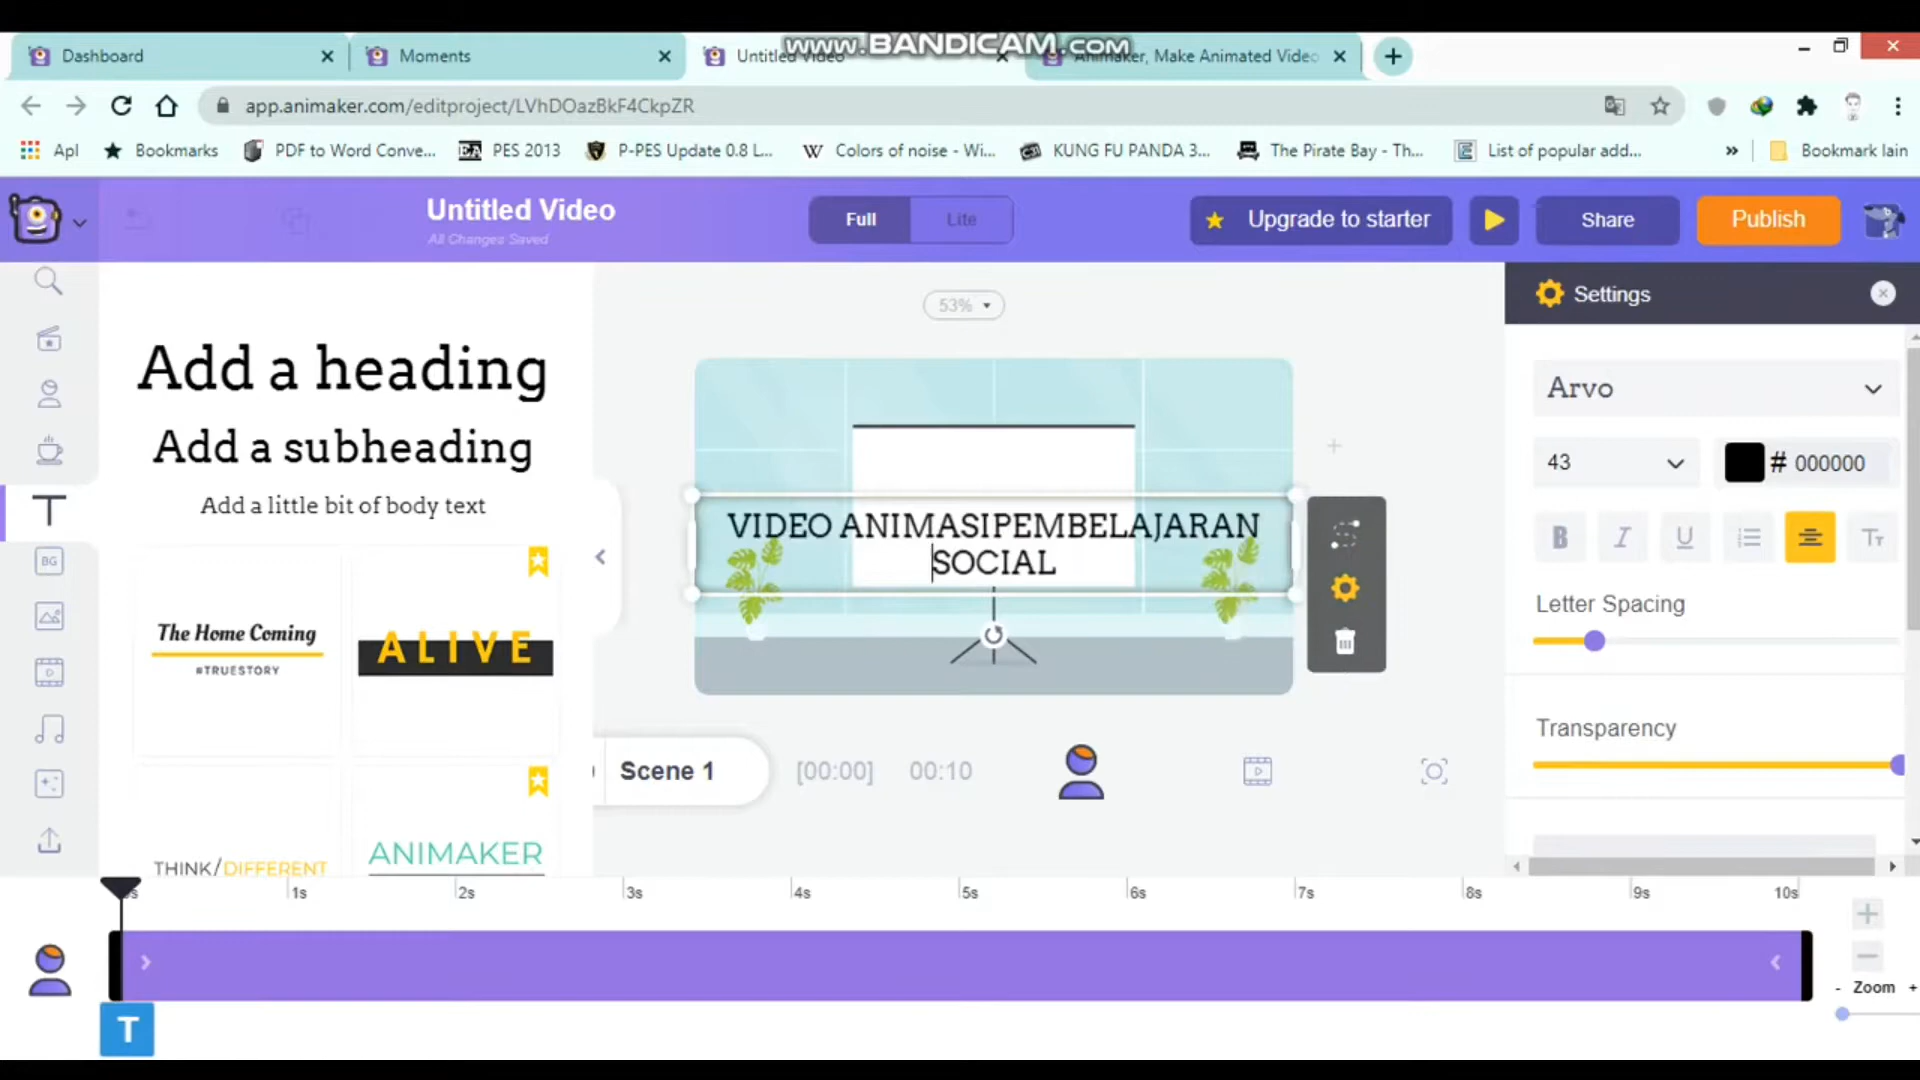 www.BANDICAM.com
Dashboard
Moments
Untitled Video
Animaker, Make Animated Video
app.animaker.com/editproject/LVhDOazBkF4CkpZR
Apl
Bookmarks
PDF to Word Conve...
PES 2013
P-PES Update 0.8 L...
Colors of noise - Wi...
KUNG FU PANDA 3...
The Pirate Bay - Th...
List of popular add...
»
Bookmark lain
Untitled Video
All Changes Saved
Full
Lite
Upgrade to starter
Share
Publish
53%
Settings
Add a heading
Add a subheading
Add a little bit of body text
The Home Coming
#TRUESTORY
ALIVE
THINK/DIFFERENT
ANIMAKER
BG
T
VIDEO ANIMASIPEMBELAJARAN
SOCIAL
Arvo
43
# 000000
B I U Tт
Letter Spacing
Transparency
Scene 1
[00:00]
00:10
1s 2s 3s 4s 5s 6s 7s 8s 9s 10s
- Zoom +
T